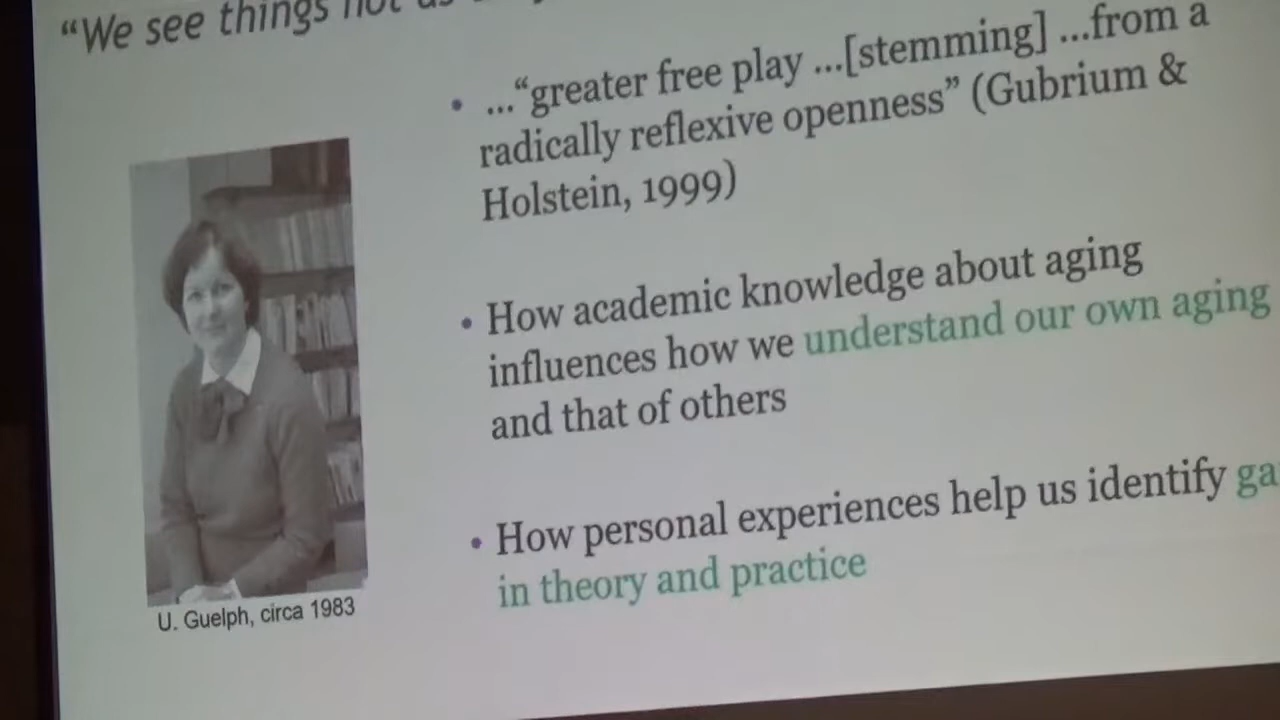 “We see things not as
• ...“greater free play ...[stemming] ...from a
radically reflexive openness” (Gubrium &
Holstein, 1999)
• How academic knowledge about aging
influences how we understand our own aging
and that of others
• How personal experiences help us identify
in theory and practice
U. Guelph, circa 1983